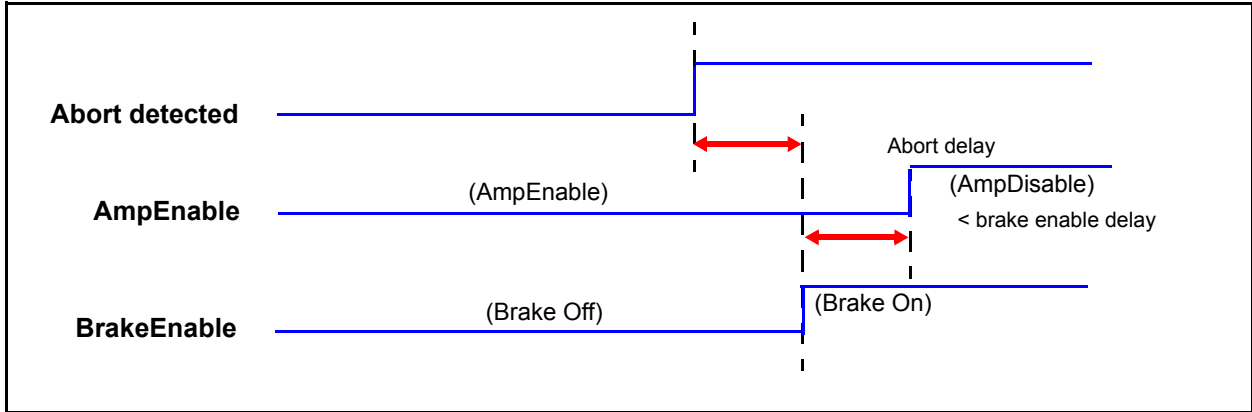 Abort detected
Abort delay
(AmpEnable)
(AmpDisable)
AmpEnable
< brake enable delay
(Brake Off)
(Brake On)
BrakeEnable